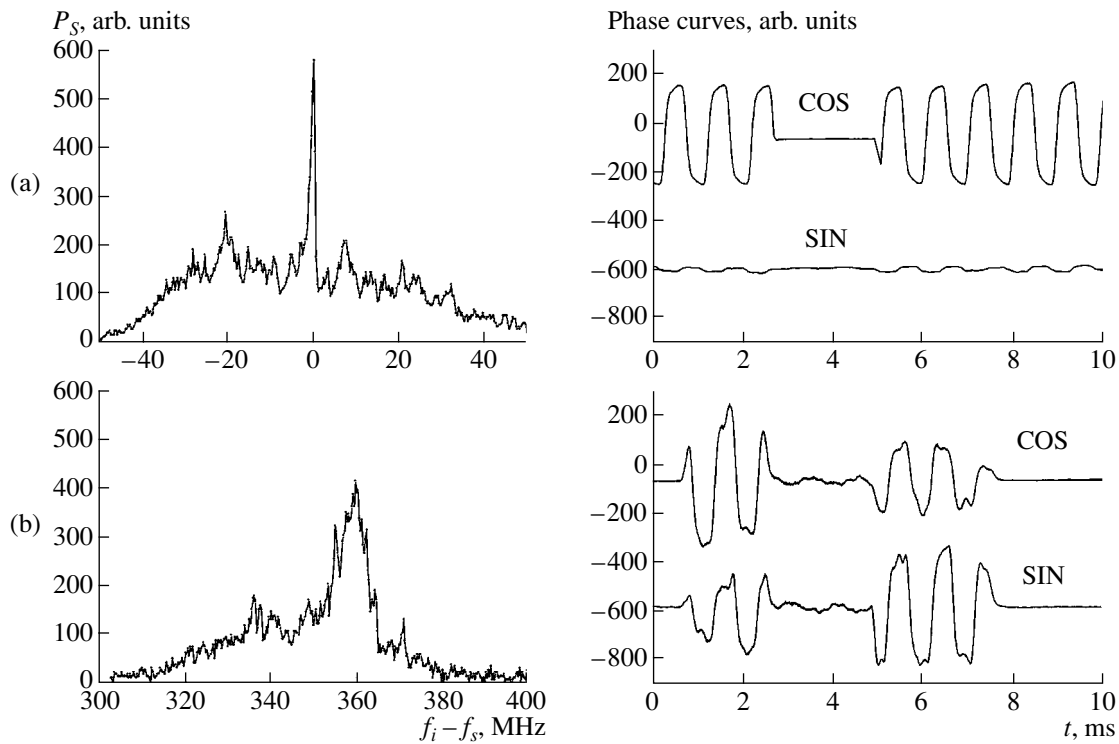 P_S, arb. units
600
500
400
300
200
100
0
–40 –20 0 20 40
(a)
Phase curves, arb. units
200
0
–200
–400
–600
–800
COS
SIN
0 2 4 6 8 10
600
500
400
300
200
100
0
300 320 340 360 380 400
f_i – f_s, MHz
(b)
200
0
–200
–400
–600
–800
COS
SIN
0 2 4 6 8 10
t, ms